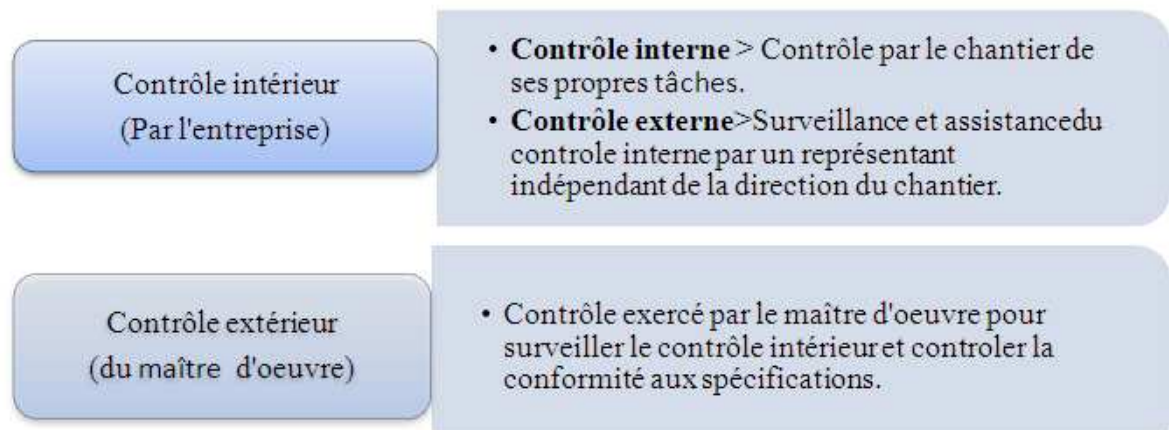 Contrôle intérieur
(Par l'entreprise)
• Contrôle interne > Contrôle par le chantier de
ses propres tâches.
• Contrôle externe>Surveillance et assistancedu
controle interne par un représentant
indépendant de la direction du chantier.
Contrôle extérieur
(du maître d'oeuvre)
• Contrôle exercé par le maître d'oeuvre pour
surveiller le contrôle intérieur et controler la
conformité aux spécifications.